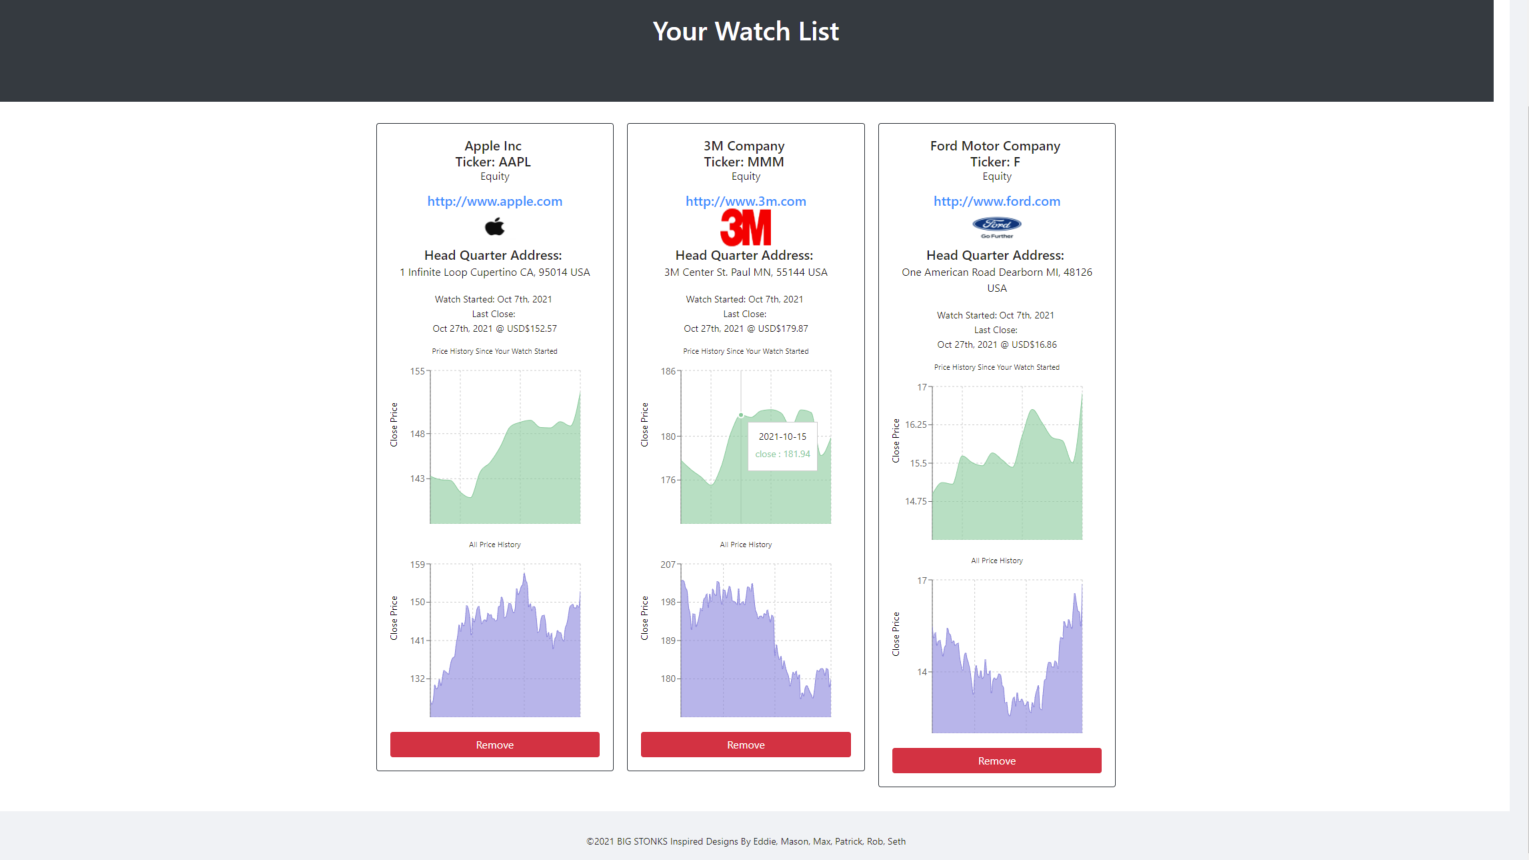 Your Watch List
Apple Inc
Ticker: AAPL
Equity
http://www.apple.com
Head Quarter Address:
1 Infinite Loop Cupertino CA, 95014 USA
Watch Started: Oct 7th, 2021
Last Close:
Oct 27th, 2021 @ USD$152.57
Price History Since Your Watch Started
155
148
143
Close Price
All Price History
159
150
141
132
Close Price
Remove
3M Company
Ticker: MMM
Equity
http://www.3m.com
3M
Head Quarter Address:
3M Center St. Paul MN, 55144 USA
Watch Started: Oct 7th, 2021
Last Close:
Oct 27th, 2021 @ USD$179.87
Price History Since Your Watch Started
186
180
176
Close Price
2021-10-15
close : 181.94
All Price History
207
198
189
180
Close Price
Remove
Ford Motor Company
Ticker: F
Equity
http://www.ford.com
Ford
Go Further
Head Quarter Address:
One American Road Dearborn MI, 48126
USA
Watch Started: Oct 7th, 2021
Last Close:
Oct 27th, 2021 @ USD$16.86
Price History Since Your Watch Started
17
16.25
15.5
14.75
Close Price
All Price History
17
14
Close Price
Remove
©2021 BIG STONKS Inspired Designs By Eddie, Mason, Max, Patrick, Rob, Seth